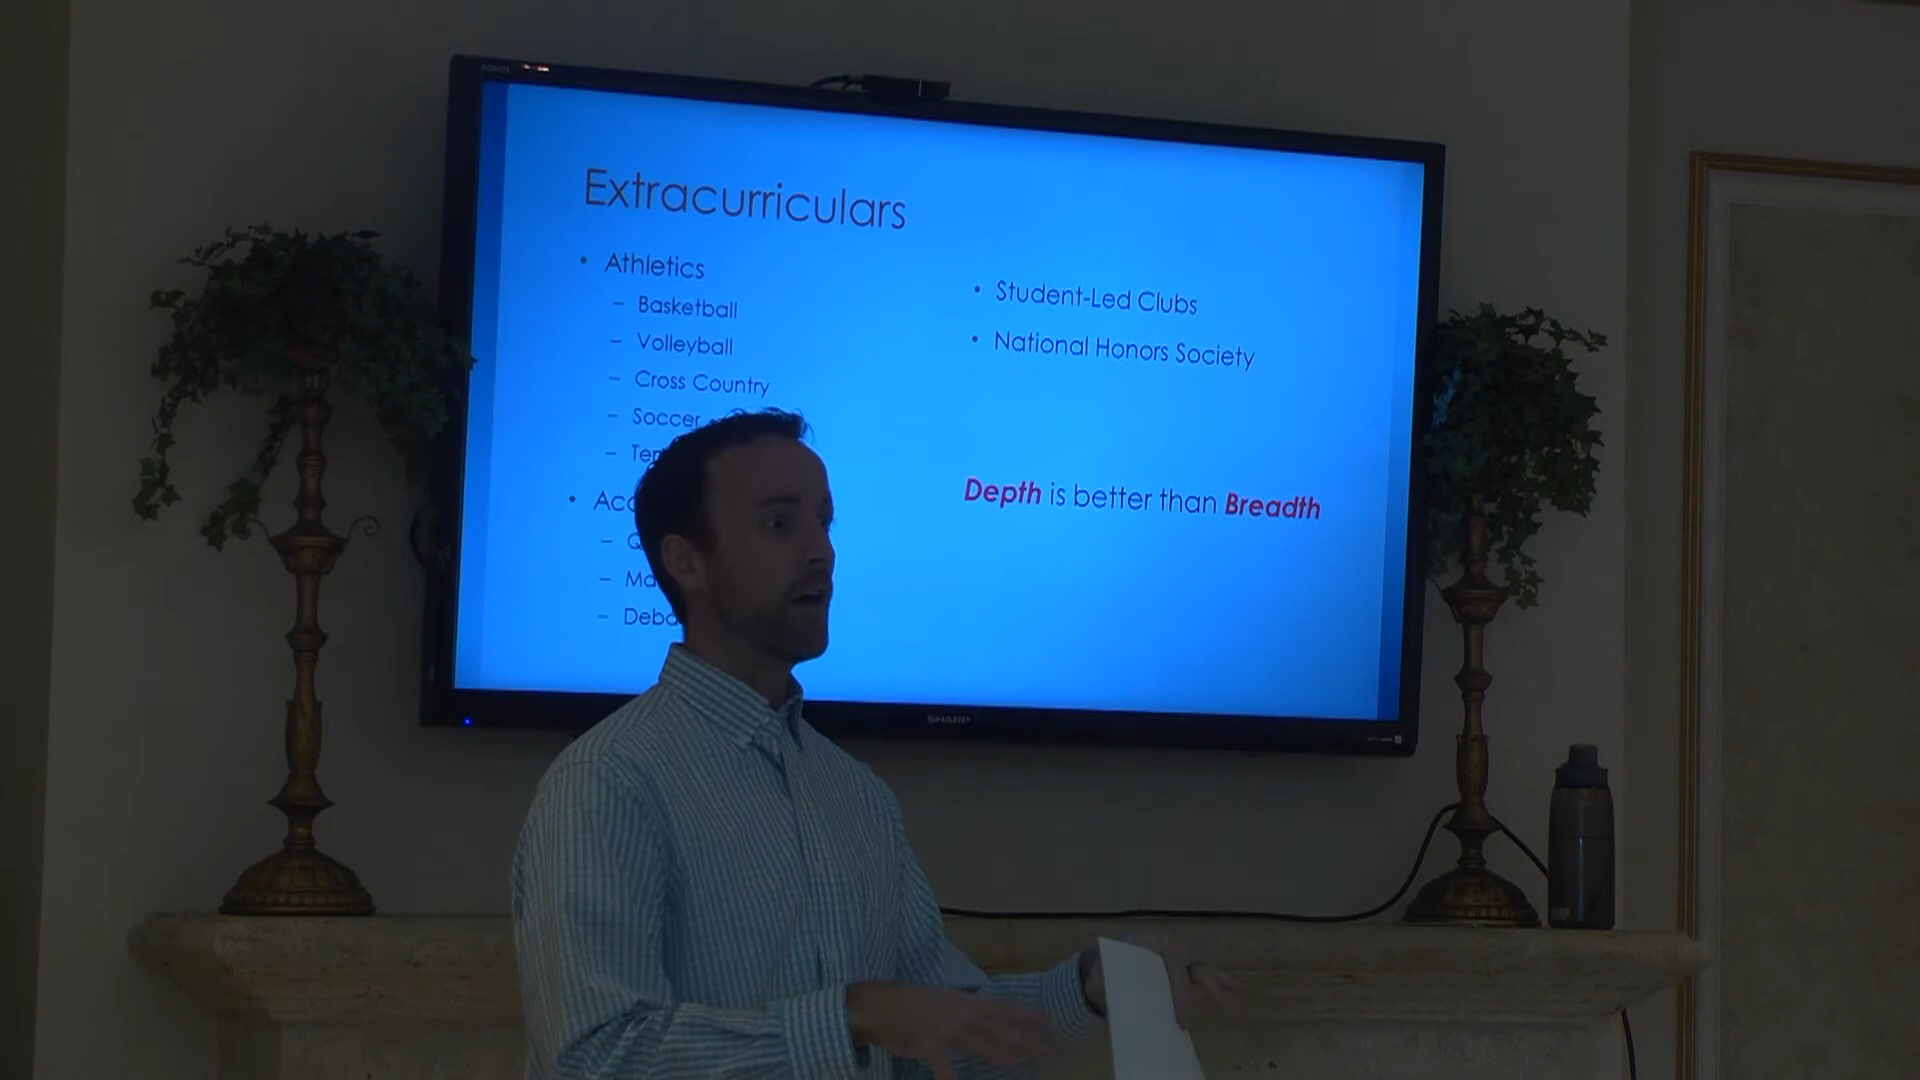 Extracurriculars
• Athletics
– Basketball
– Volleyball
– Cross Country
– Soccer
• Student-Led Clubs
• National Honors Society
Depth is better than Breadth
SHARP